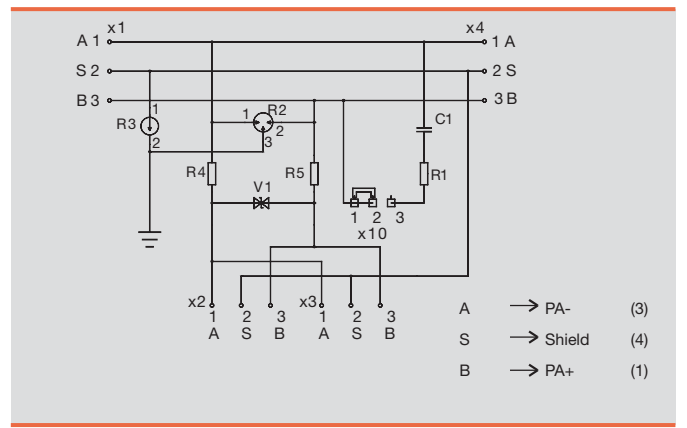 x1 x4
A 1 1 A
S 2 2 S
B 3 3 B
1 R2
1 2 C1
R3
2 3
R4 R5 R1
V1
1 2 3
x10
x2 x3
1 2 3 1 2 3
A S B A S B
A PA- (3)
S Shield (4)
B PA+ (1)